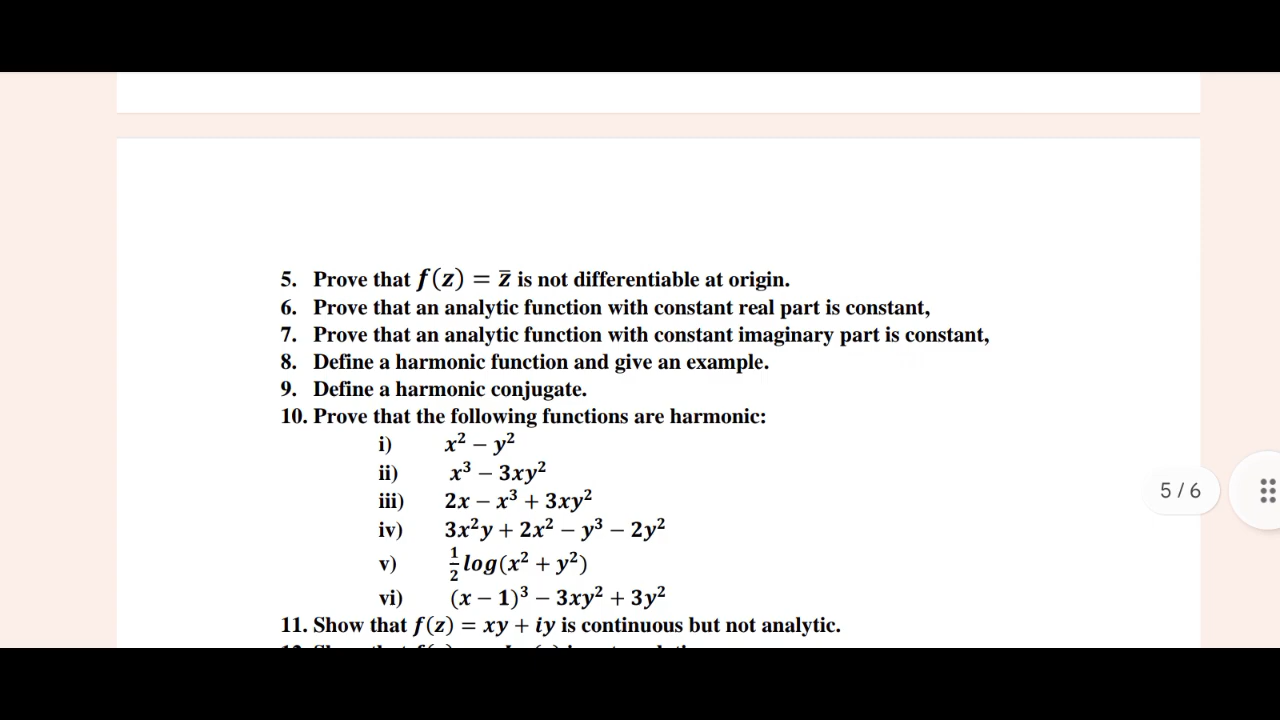 5. Prove that f(z) = z̄ is not differentiable at origin.
6. Prove that an analytic function with constant real part is constant,
7. Prove that an analytic function with constant imaginary part is constant,
8. Define a harmonic function and give an example.
9. Define a harmonic conjugate.
10. Prove that the following functions are harmonic:
i) x² − y²
ii) x³ − 3xy²
iii) 2x − x³ + 3xy²
iv) 3x²y + 2x² − y³ − 2y²
v) ½ log(x² + y²)
vi) (x − 1)³ − 3xy² + 3y²
5 / 6
11. Show that f(z) = xy + iy is continuous but not analytic.